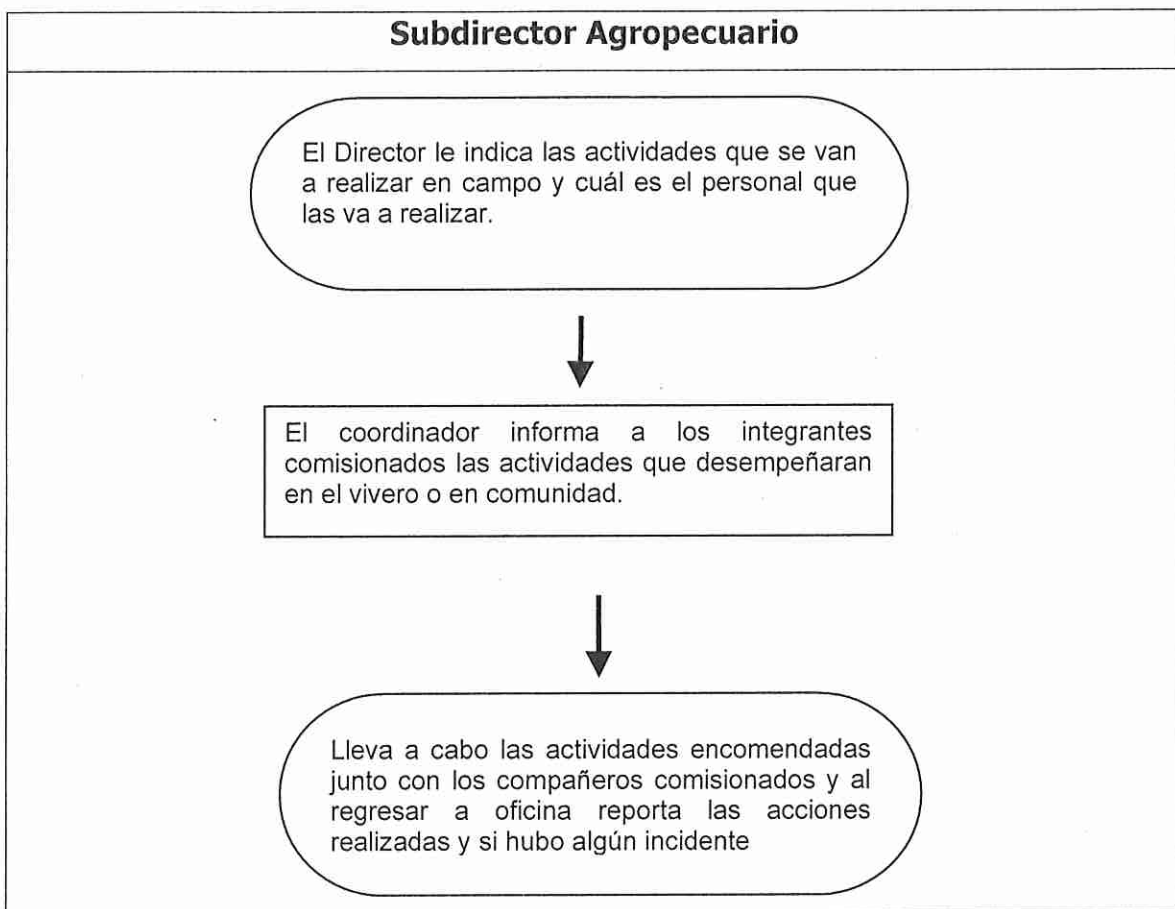 Subdirector Agropecuario
El Director le indica las actividades que se van
a realizar en campo y cuál es el personal que
las va a realizar.
El coordinador informa a los integrantes
comisionados las actividades que desempeñaran
en el vivero o en comunidad.
Lleva a cabo las actividades encomendadas
junto con los compañeros comisionados y al
regresar a oficina reporta las acciones
realizadas y si hubo algún incidente